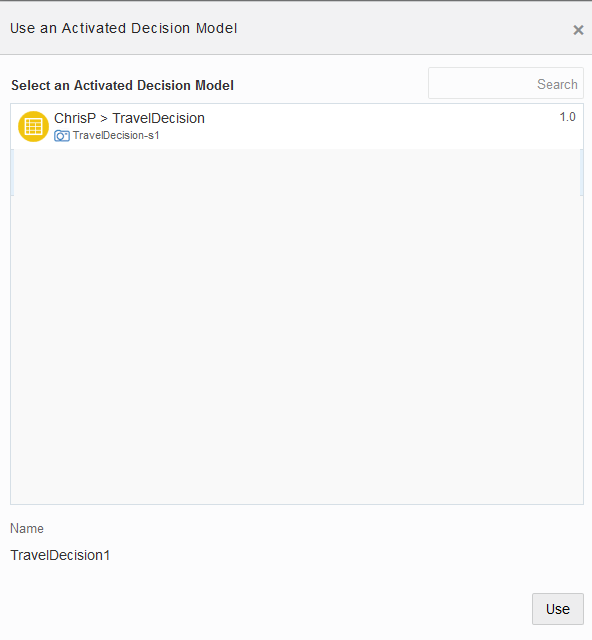 Use an Activated Decision Model
×
Select an Activated Decision Model
Search
ChrisP > TravelDecision
1.0
TravelDecision-s1
Name
TravelDecision1
Use